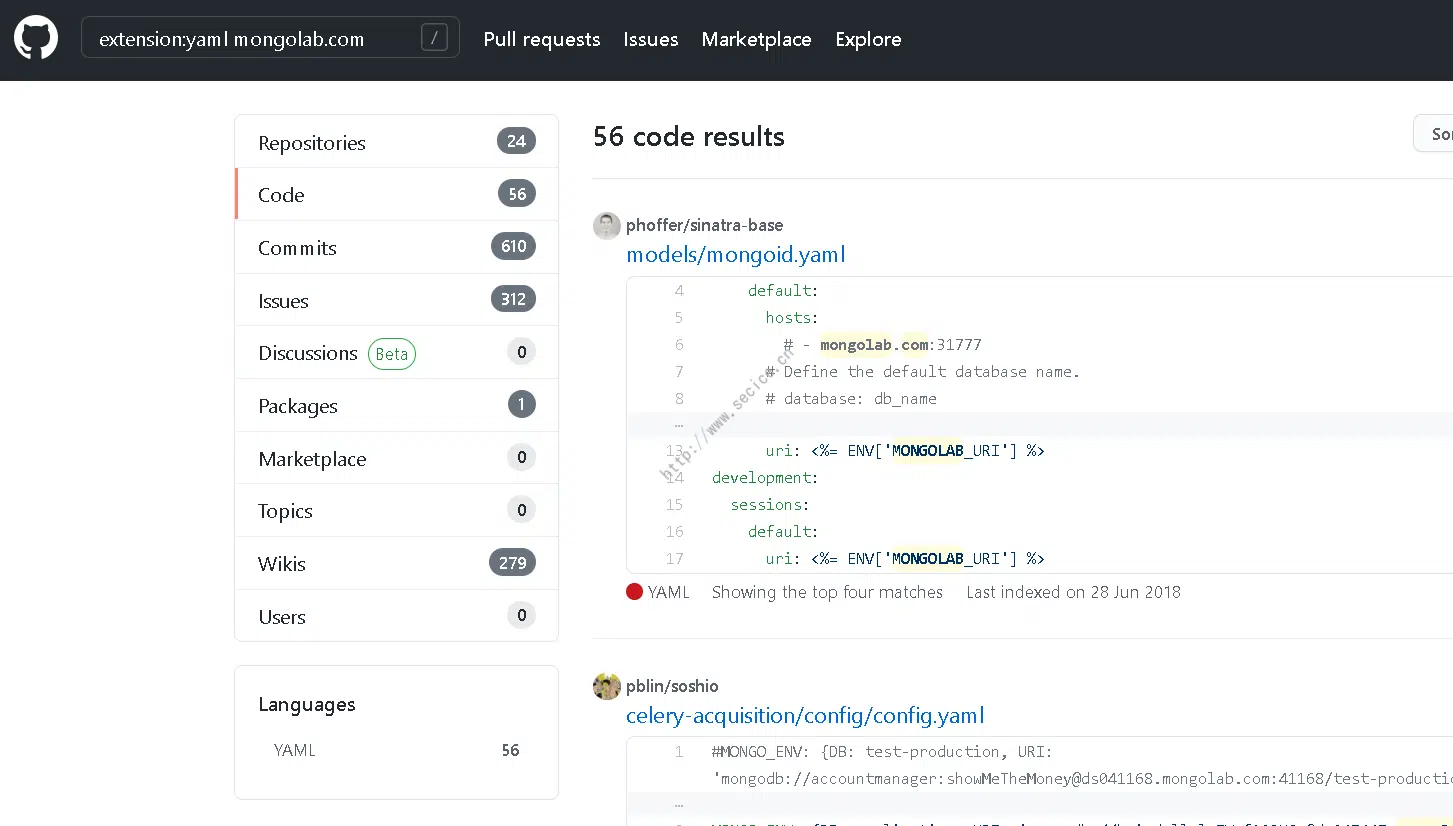 extension:yaml mongolab.com /
Pull requests Issues Marketplace Explore
Repositories 24
Code 56
Commits 610
Issues 312
Discussions Beta 0
Packages 1
Marketplace 0
Topics 0
Wikis 279
Users 0
Languages
YAML 56
56 code results
phoffer/sinatra-base
models/mongoid.yaml
4 default:
5 hosts:
6 # - mongolab.com:31777
7 # Define the default database name.
8 # database: db_name
…
13 uri: <%= ENV['MONGOLAB_URI'] %>
14 development:
15 sessions:
16 default:
17 uri: <%= ENV['MONGOLAB_URI'] %>
http://www.secice.cn
YAML Showing the top four matches Last indexed on 28 Jun 2018
pblin/soshio
celery-acquisition/config/config.yaml
1 #MONGO_ENV: {DB: test-production, URI:
'mongodb://accountmanager:showMeTheMoney@ds041168.mongolab.com:41168/test-productio
…